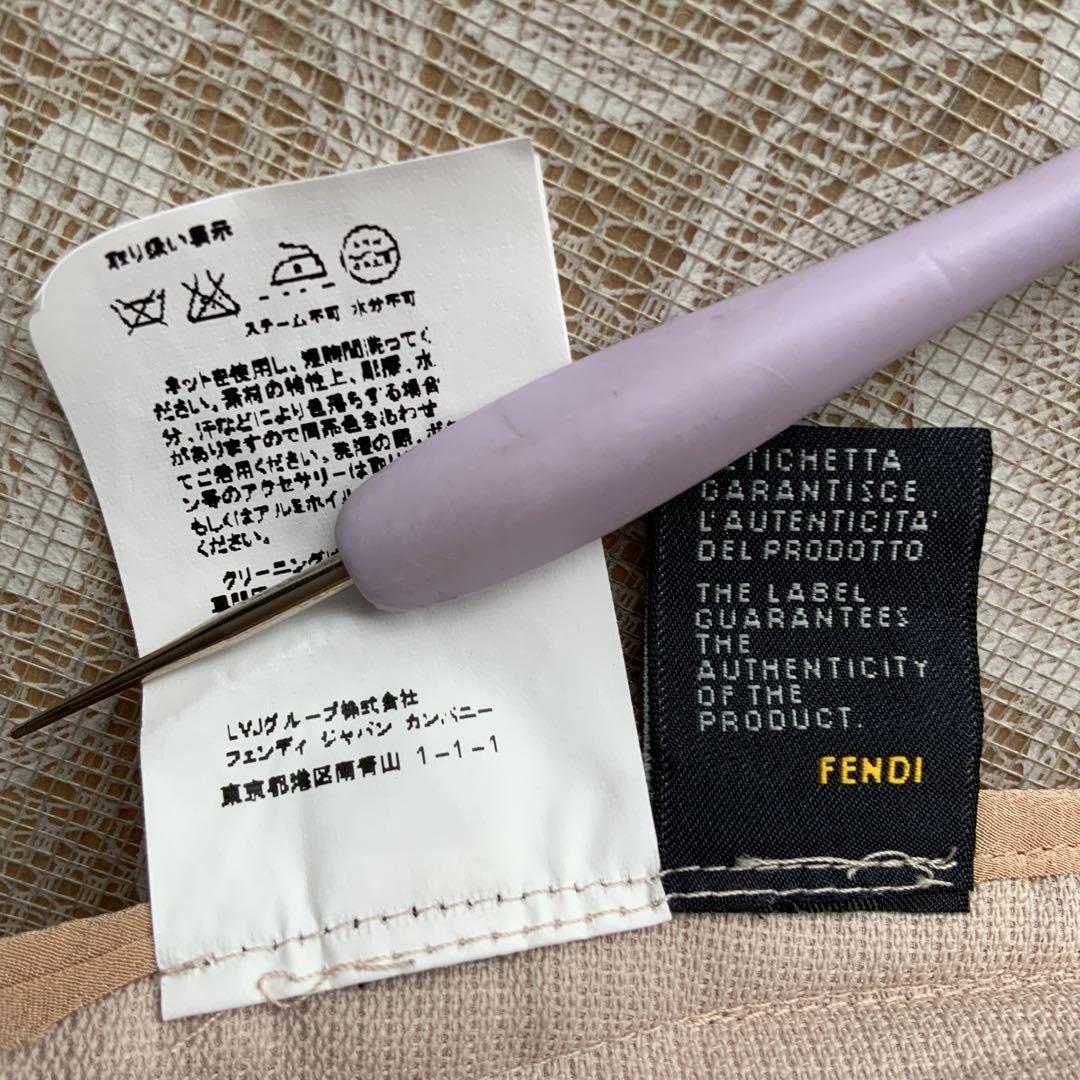 取り扱い表示
スチーム不可 水分不可
ネットを使用し、短時間洗ってく
ださい。素材の特性上、肌摩、水
分、汗などにより色落ちする場合
がありますので同系色を合わせ
てご着用ください。洗濯の際、ボタ
ン等のアクセサリーは取り
もしくはアルミホイル
ください。
クリーニング
LVJグループ株式会社
フェンディ ジャパン カンパニー
東京都港区南青山 1-1-1
ETICHETTA
GARANTISCE
L'AUTENTICITA'
DEL PRODOTTO
THE LABEL
GUARANTEES
THE
AUTHENTICITY
OF THE
PRODUCT.
FENDI